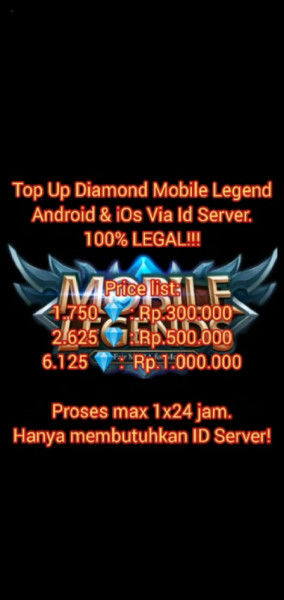 Top Up Diamond Mobile Legend
Android & iOs Via Id Server.
100% LEGAL!!!
MOBILE
LEGENDS
Price list:
1.750 💎 : Rp.300.000
2.625 💎 : Rp.500.000
6.125 💎 : Rp.1.000.000
Proses max 1x24 jam.
Hanya membutuhkan ID Server!